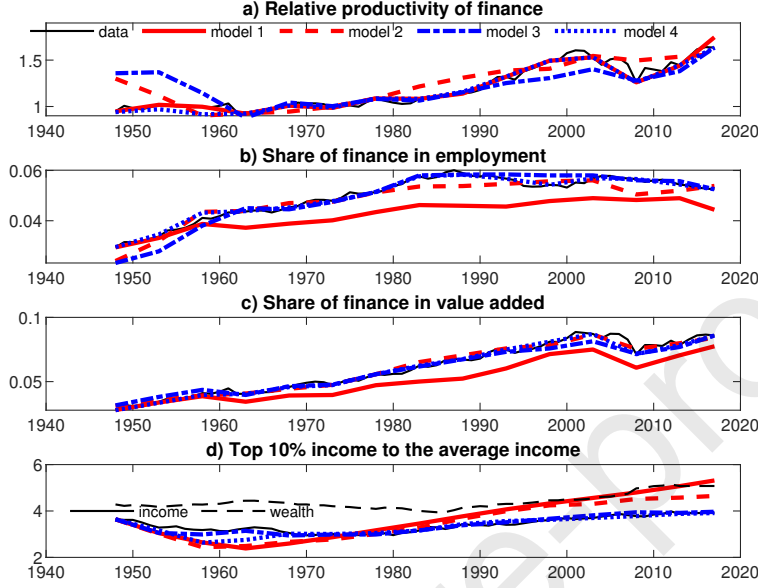 a) Relative productivity of finance
data model 1 model 2 model 3 model 4
1.5
1
1940 1950 1960 1970 1980 1990 2000 2010 2020
b) Share of finance in employment
0.06
0.04
1940 1950 1960 1970 1980 1990 2000 2010 2020
c) Share of finance in value added
0.1
0.05
1940 1950 1960 1970 1980 1990 2000 2010 2020
d) Top 10% income to the average income
6
4
income wealth
2
1940 1950 1960 1970 1980 1990 2000 2010 2020
re-pro